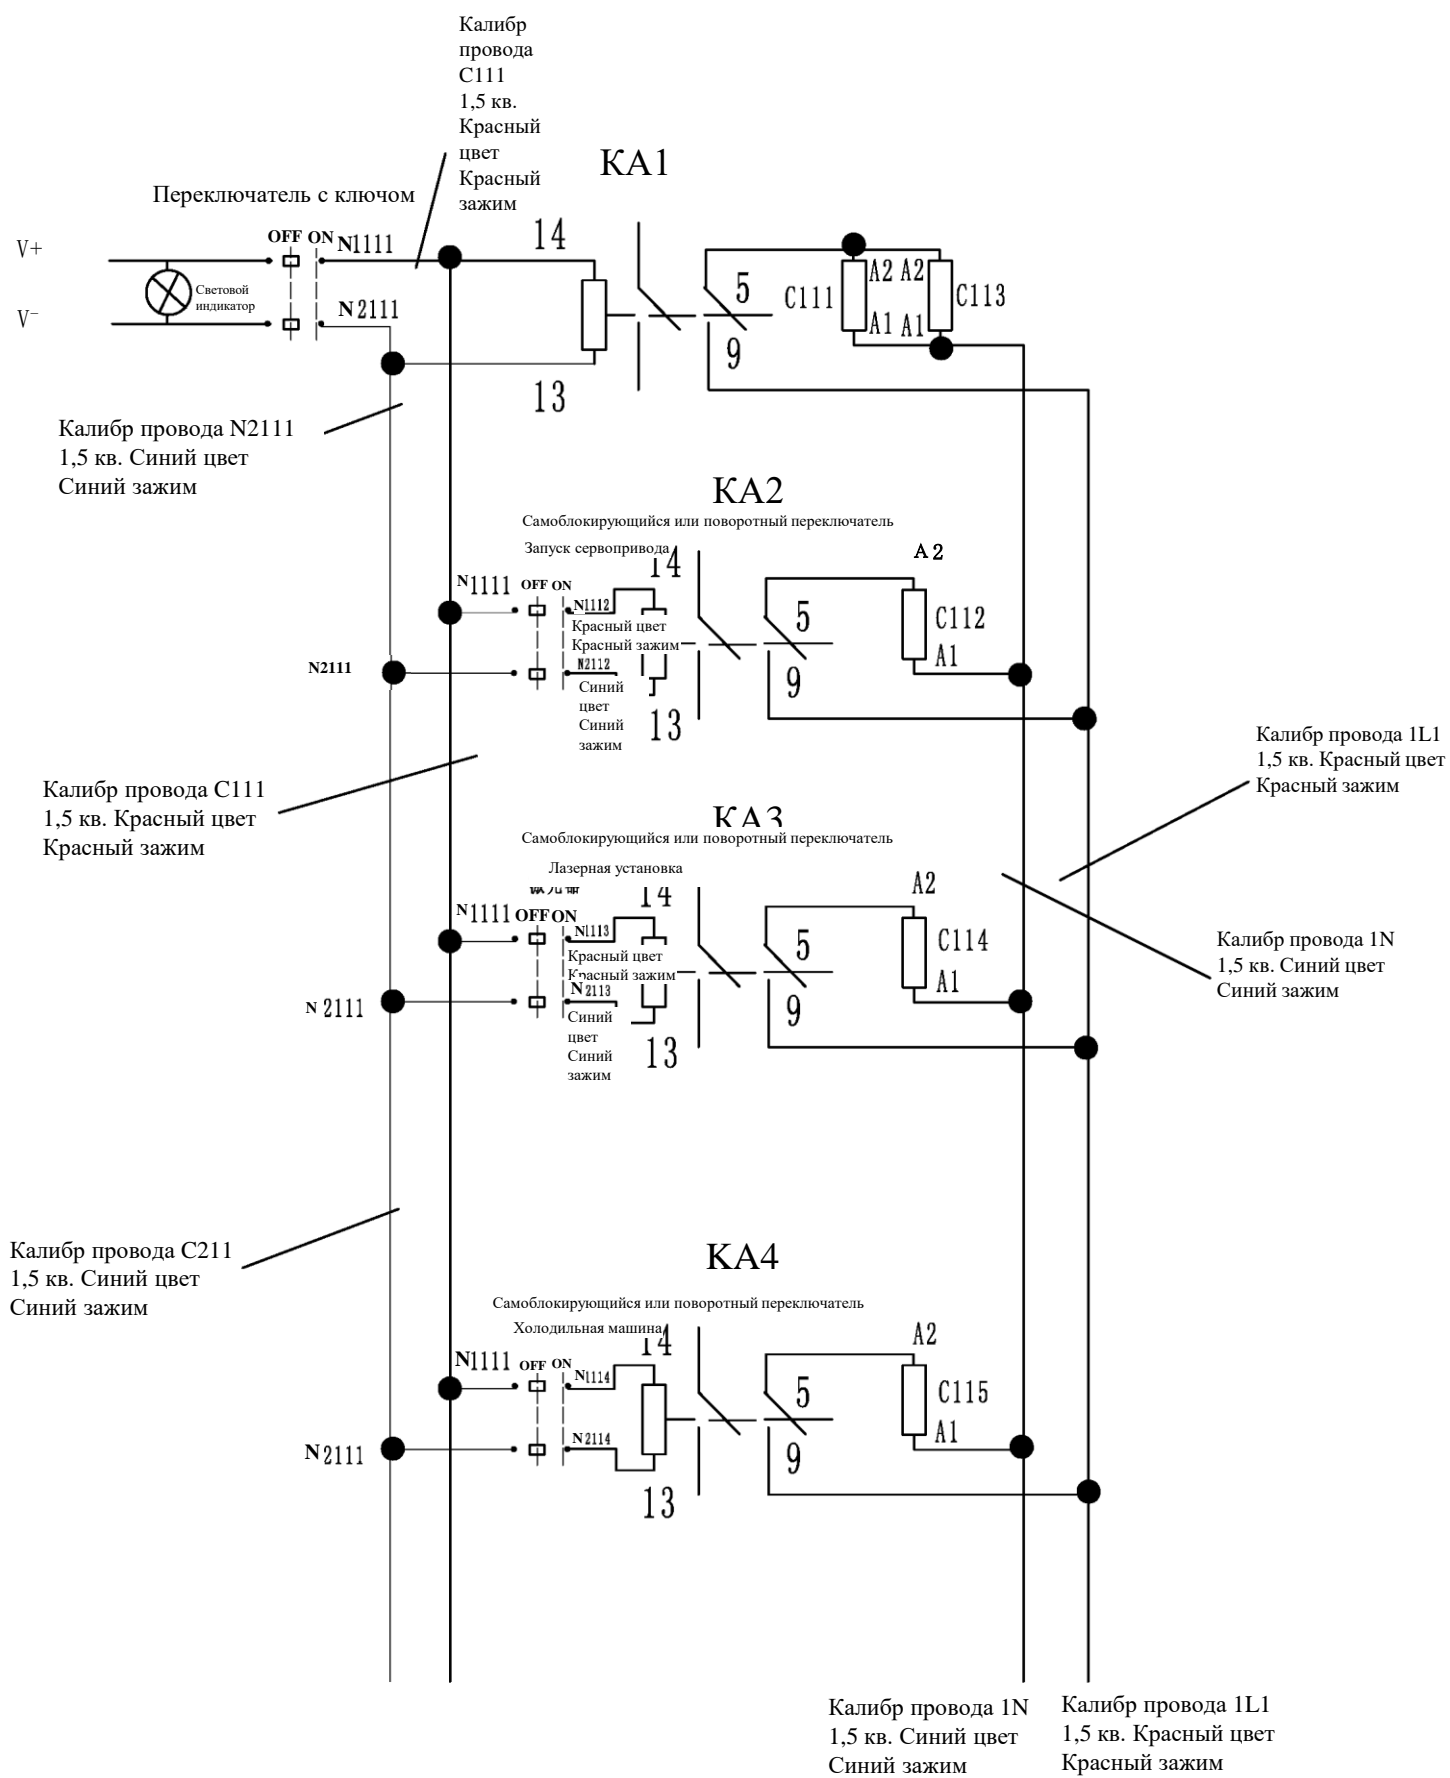 Калибр
провода
C111
1,5 кв.
Красный
цвет
Красный
зажим
КА1
Переключатель с ключом
OFF ON
N1111
14
V+
Световой
индикатор
V-
N2111
5
9
C111
A2 A2
A1 A1
C113
13
Калибр провода N2111
1,5 кв. Синий цвет
Синий зажим
КА2
Самоблокирующийся или поворотный переключатель
Запуск сервопривода
14
A2
N1111
OFF ON
N1112
Красный цвет
Красный зажим
5
C112
N2111
N2112
A1
9
Синий
цвет
Синий
зажим
13
Калибр провода 1L1
1,5 кв. Красный цвет
Красный зажим
Калибр провода C111
1,5 кв. Красный цвет
Красный зажим
КА3
Самоблокирующийся или поворотный переключатель
Лазерная установка
14
A2
N1111
OFF ON
N1113
Красный цвет
Красный зажим
5
C114
N2113
A1
N 2111
9
Синий
цвет
Синий
зажим
13
Калибр провода 1N
1,5 кв. Синий цвет
Синий зажим
Калибр провода C211
1,5 кв. Синий цвет
Синий зажим
КА4
Самоблокирующийся или поворотный переключатель
Холодильная машина
14
A2
N1111
OFF ON
N1114
5
C115
N2114
A1
N2111
9
13
Калибр провода 1N
1,5 кв. Синий цвет
Синий зажим
Калибр провода 1L1
1,5 кв. Красный цвет
Красный зажим